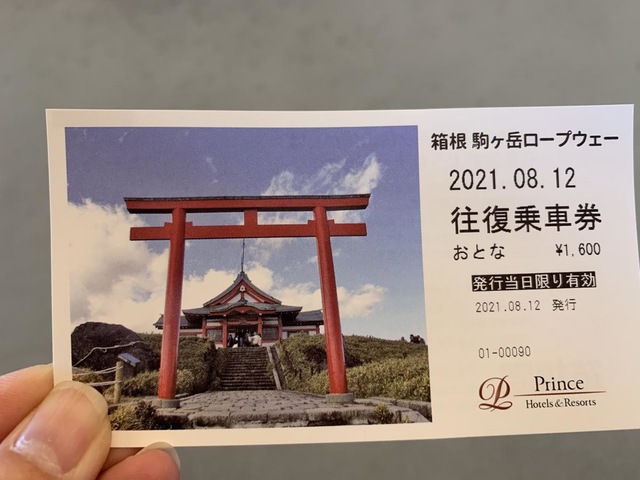 箱根 駒ヶ岳ロープウェー
2021.08.12
往復乗車券
おとな ¥1,600
発行当日限り有効
2021.08.12 発行
01-00090
Prince
Hotels & Resorts